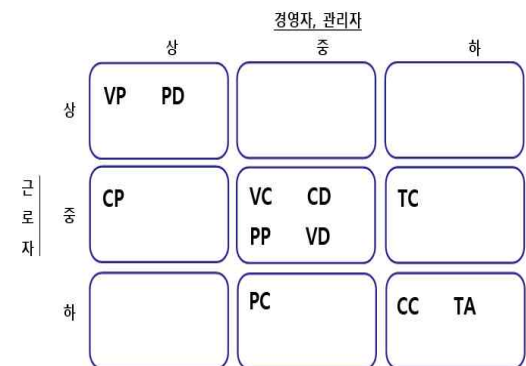 경영자, 관리자
상 중 하
상 VP PD
근로자
중 CP VC CD TC
PP VD
하 PC CC TA